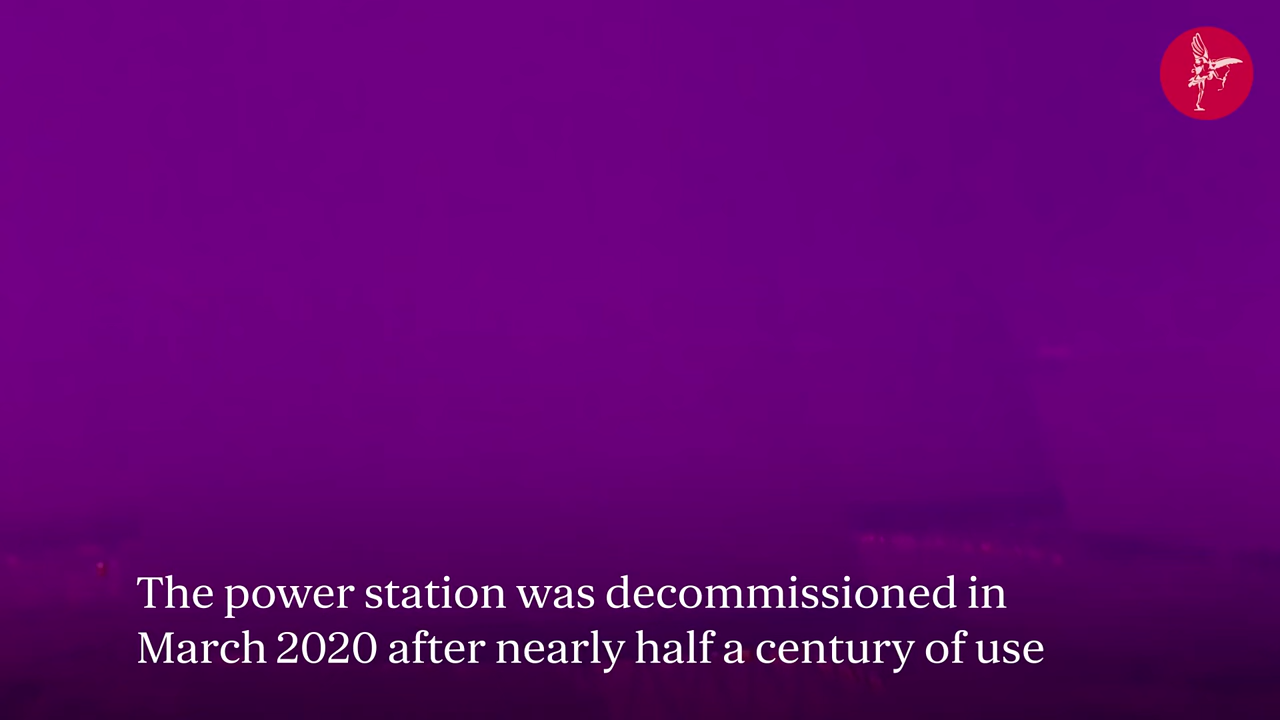 The power station was decommissioned in
March 2020 after nearly half a century of use